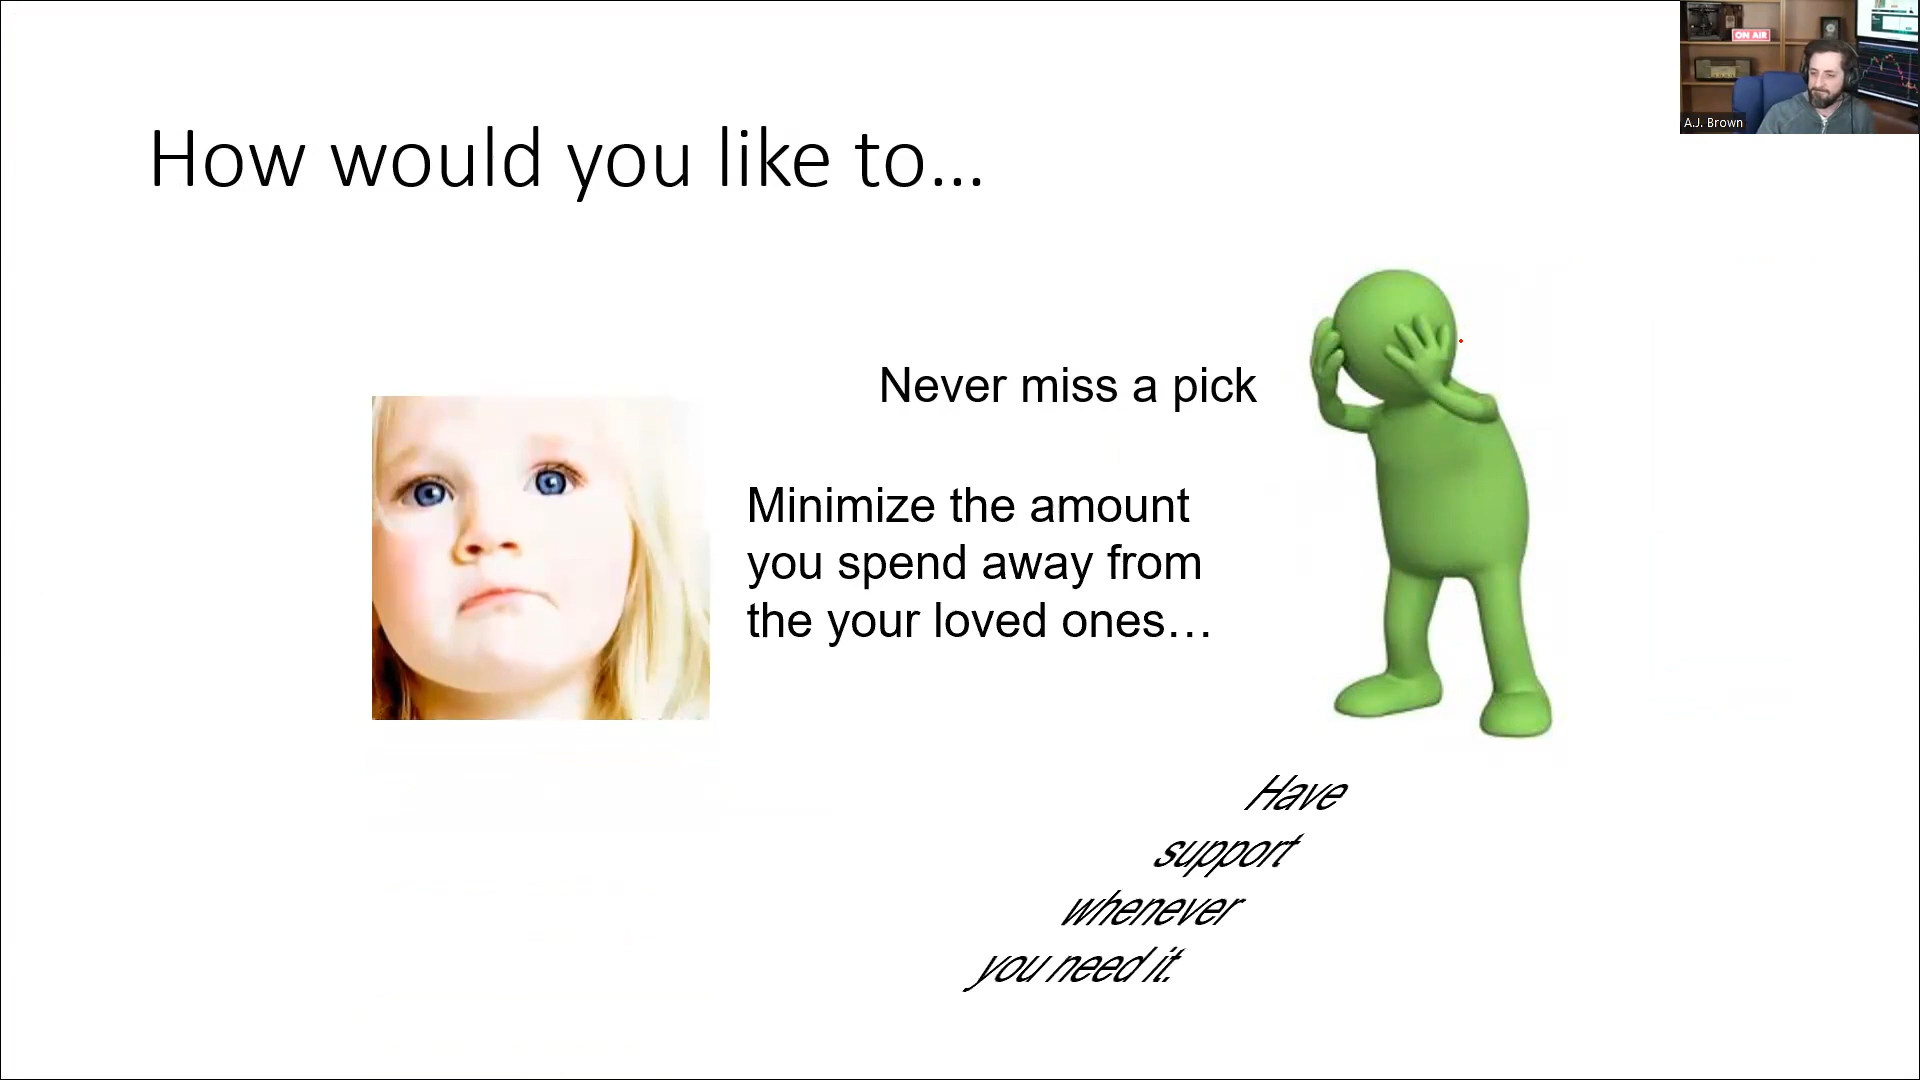 ON AIR
A.J. Brown
How would you like to...
Never miss a pick
Minimize the amount
you spend away from
the your loved ones…
Have
support
whenever
you need it.